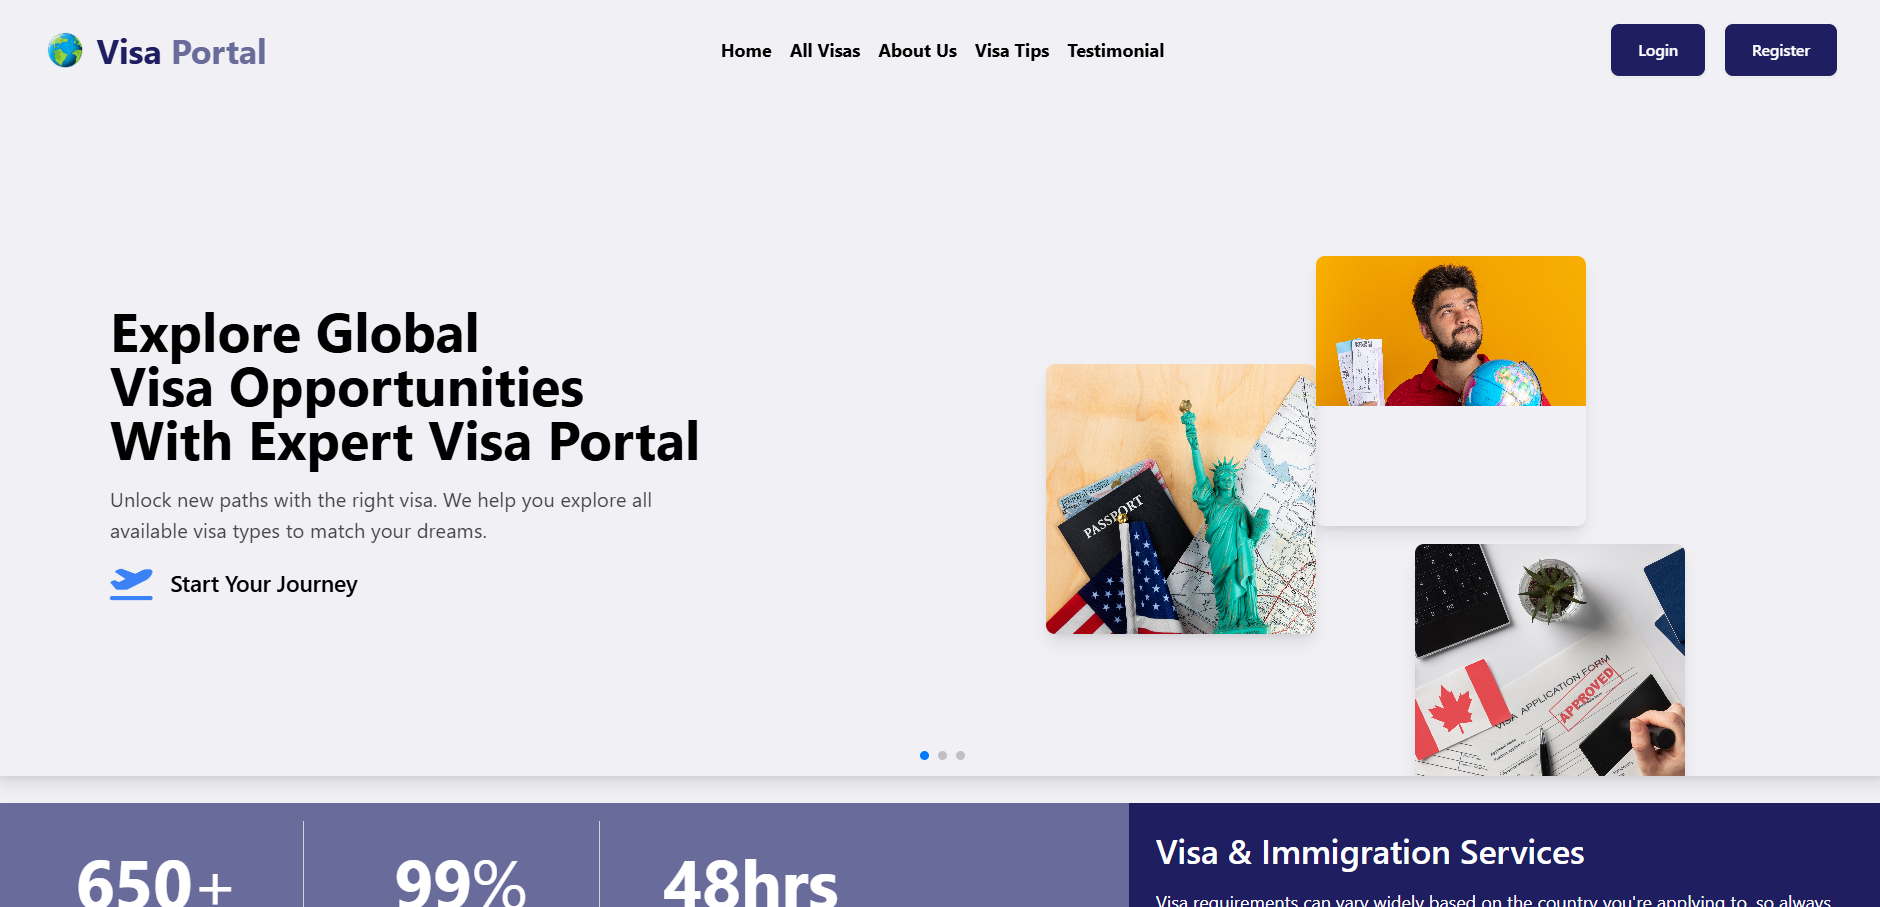 Visa Portal
Home All Visas About Us Visa Tips Testimonial
Login Register
Explore Global
Visa Opportunities
With Expert Visa Portal
Unlock new paths with the right visa. We help you explore all
available visa types to match your dreams.
Start Your Journey
PASSPORT
VISA APPLICATION FORM
APPROVED
650+
99%
48hrs
Visa & Immigration Services
Visa requirements can vary widely based on the country you're applying to, so always